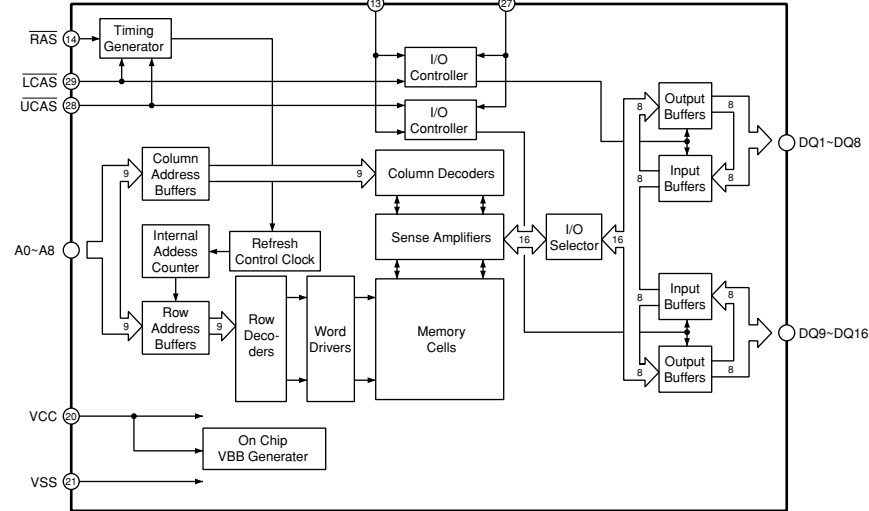 13
27
RAS
14
Timing
Generator
I/O
Controller
LCAS
29
UCAS
28
I/O
Controller
8
Output
Buffers
8
DQ1~DQ8
8
Input
Buffers
8
9
Column
Address
Buffers
9
Column Decoders
A0~A8
Internal
Addess
Counter
Refresh
Control Clock
Sense Amplifiers
16
I/O
Selector
16
9
Row
Address
Buffers
9
Row
Deco-
ders
Word
Drivers
Memory
Cells
8
Input
Buffers
8
DQ9~DQ16
8
Output
Buffers
8
VCC
20
On Chip
VBB Generater
VSS
21